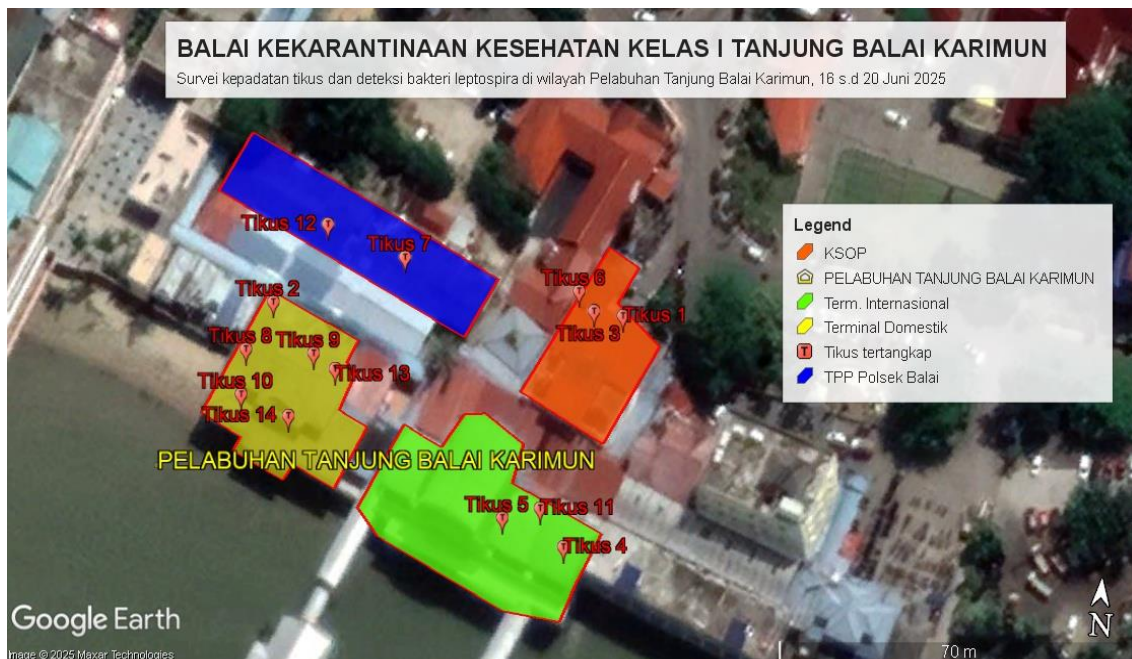 BALAI KEKARANTINAAN KESEHATAN KELAS I TANJUNG BALAI KARIMUN
Survei kepadatan tikus dan deteksi bakteri leptospira di wilayah Pelabuhan Tanjung Balai Karimun, 16 s.d 20 Juni 2025
Tikus 12
Tikus 7
Tikus 6
Tikus 1
Tikus 3
Tikus 2
Tikus 8
Tikus 9
Tikus 13
Tikus 10
Tikus 14
PELABUHAN TANJUNG BALAI KARIMUN
Tikus 5
Tikus 11
Tikus 4
Legend
KSOP
PELABUHAN TANJUNG BALAI KARIMUN
Term. Internasional
Terminal Domestik
T Tikus tertangkap
TPP Polsek Balai
Google Earth
Image © 2025 Maxar Technologies
N
70 m